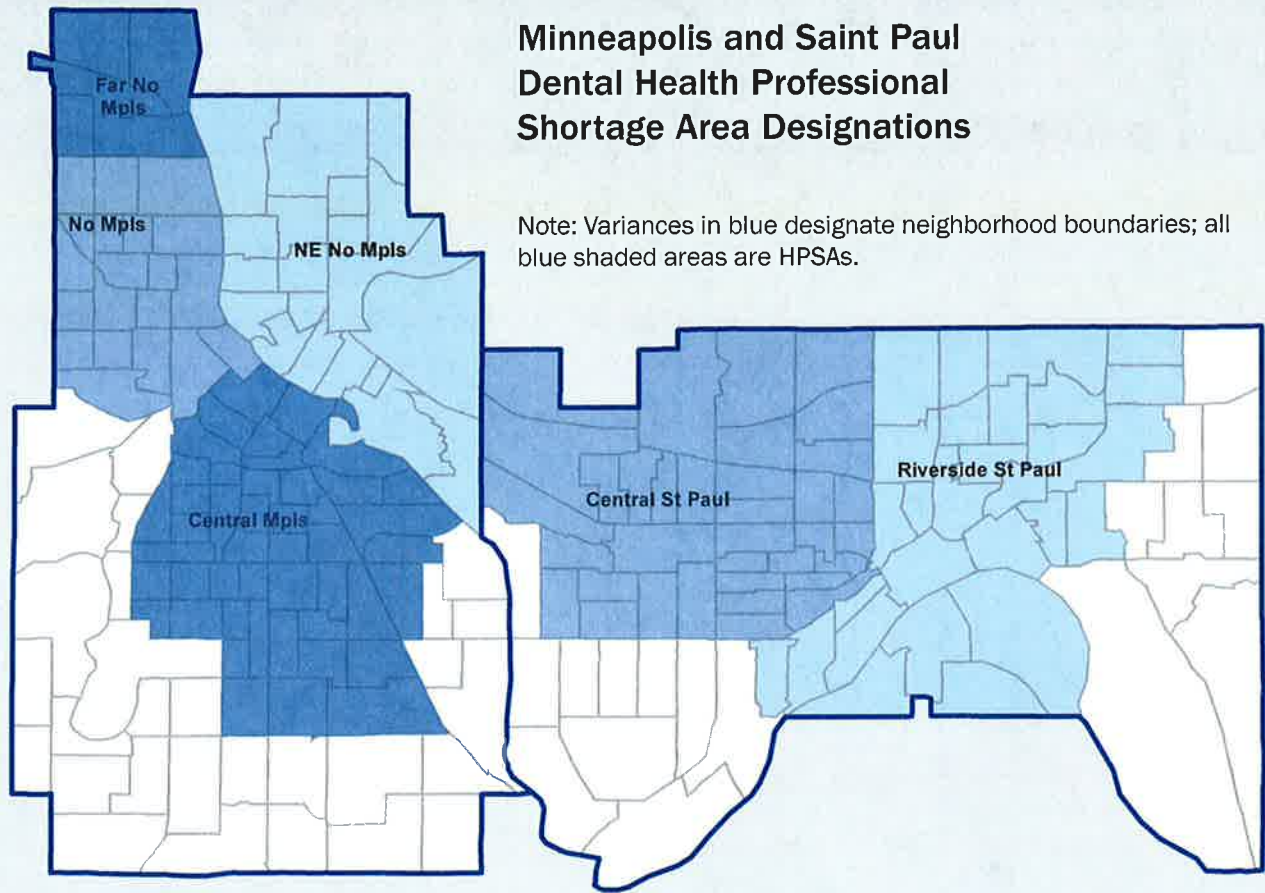 Minneapolis and Saint Paul
Dental Health Professional
Shortage Area Designations
Note: Variances in blue designate neighborhood boundaries; all
blue shaded areas are HPSAs.
Far No
Mpls
No Mpls
NE No Mpls
Central Mpls
Central St Paul
Riverside St Paul